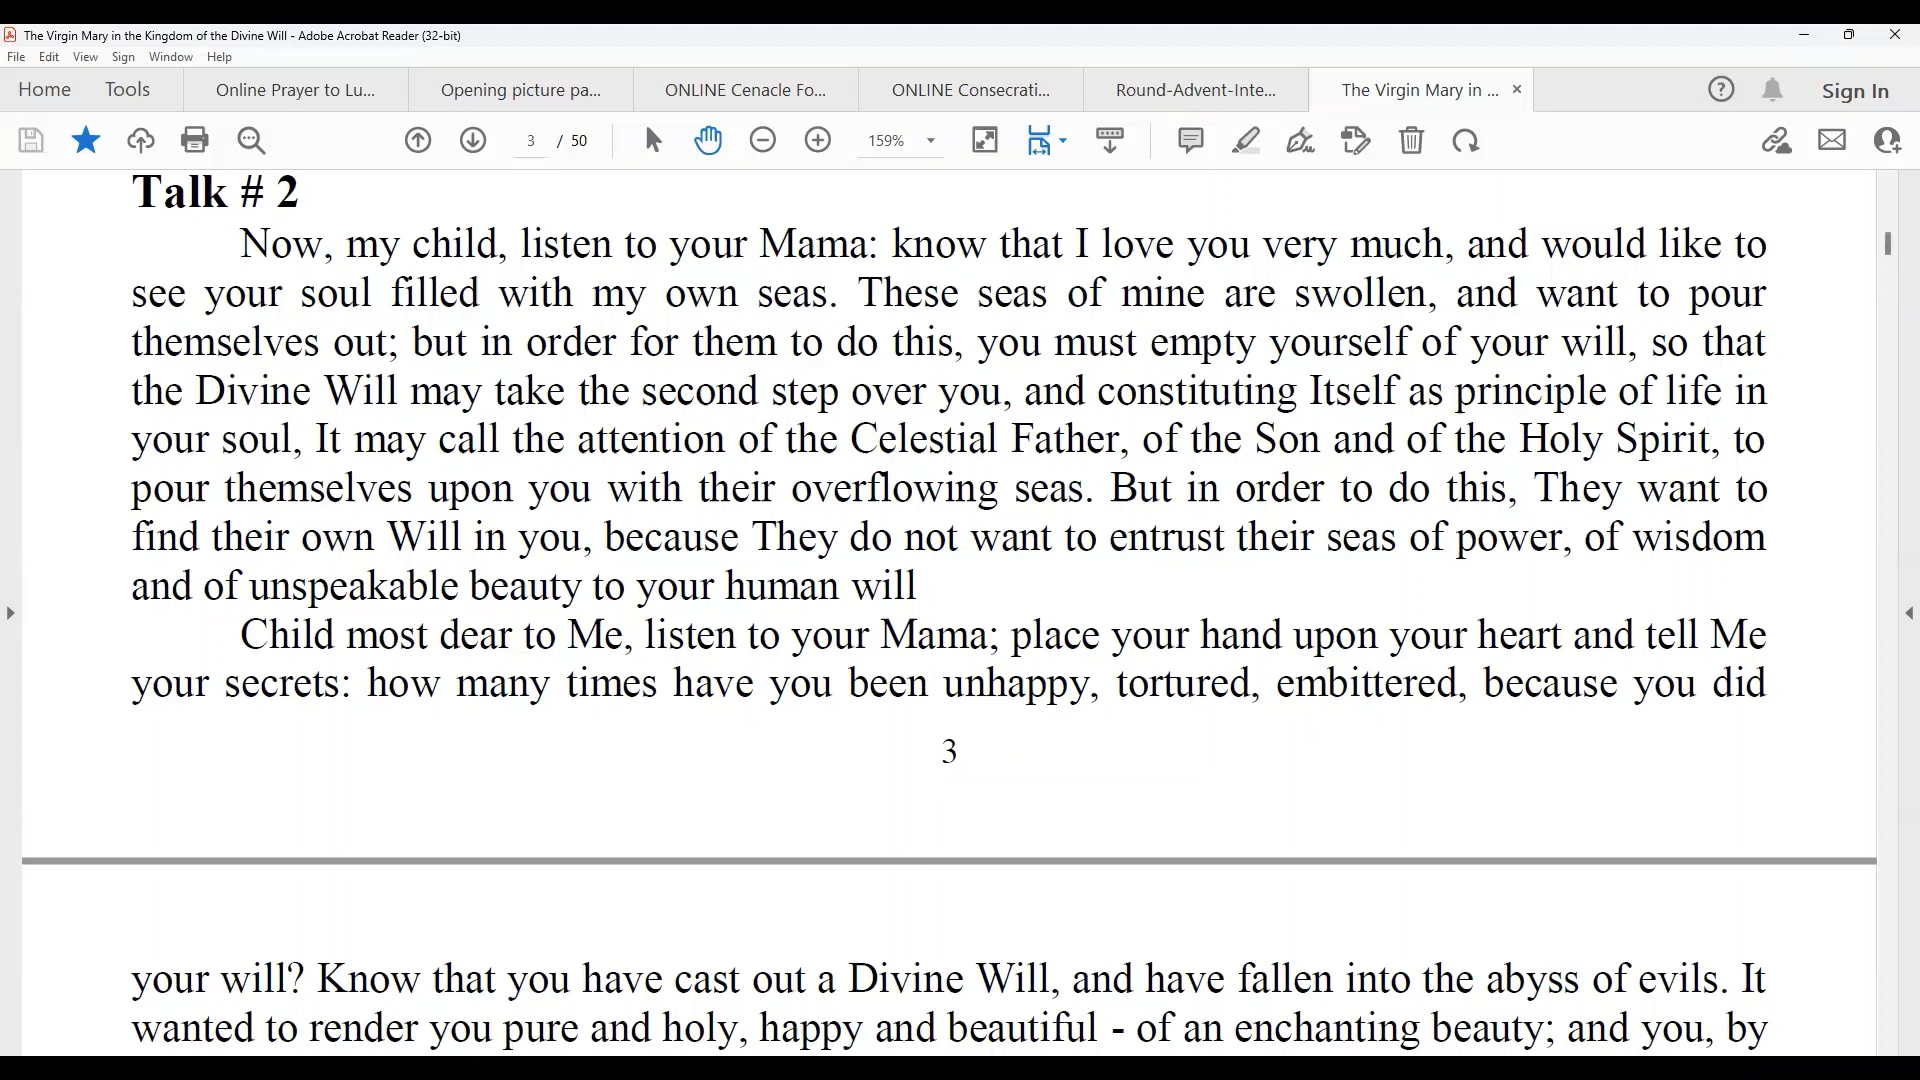 The Virgin Mary in the Kingdom of the Divine Will - Adobe Acrobat Reader (32-bit)
File Edit View Sign Window Help
Home Tools Online Prayer to Lu... Opening picture pa... ONLINE Cenacle Fo... ONLINE Consecrati... Round-Advent-Inte... The Virgin Mary in ... × Sign In
3 / 50 159%
Talk # 2
Now, my child, listen to your Mama: know that I love you very much, and would like to
see your soul filled with my own seas. These seas of mine are swollen, and want to pour
themselves out; but in order for them to do this, you must empty yourself of your will, so that
the Divine Will may take the second step over you, and constituting Itself as principle of life in
your soul, It may call the attention of the Celestial Father, of the Son and of the Holy Spirit, to
pour themselves upon you with their overflowing seas. But in order to do this, They want to
find their own Will in you, because They do not want to entrust their seas of power, of wisdom
and of unspeakable beauty to your human will
Child most dear to Me, listen to your Mama; place your hand upon your heart and tell Me
your secrets: how many times have you been unhappy, tortured, embittered, because you did
3
your will? Know that you have cast out a Divine Will, and have fallen into the abyss of evils. It
wanted to render you pure and holy, happy and beautiful - of an enchanting beauty; and you, by